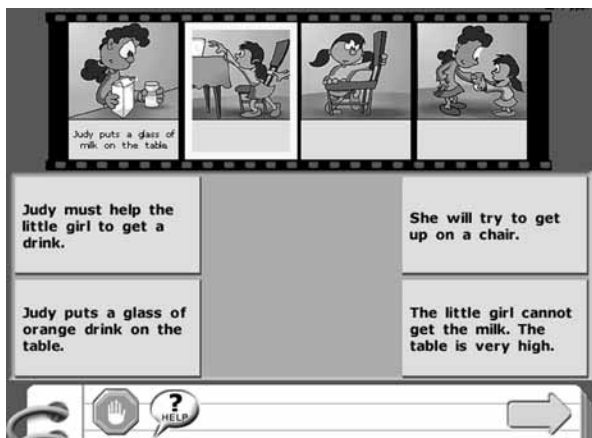 Judy puts a glass of
milk on the table
Judy must help the
little girl to get a
drink.
She will try to get
up on a chair.
Judy puts a glass of
orange drink on the
table.
The little girl cannot
get the milk. The
table is very high.
?
HELP